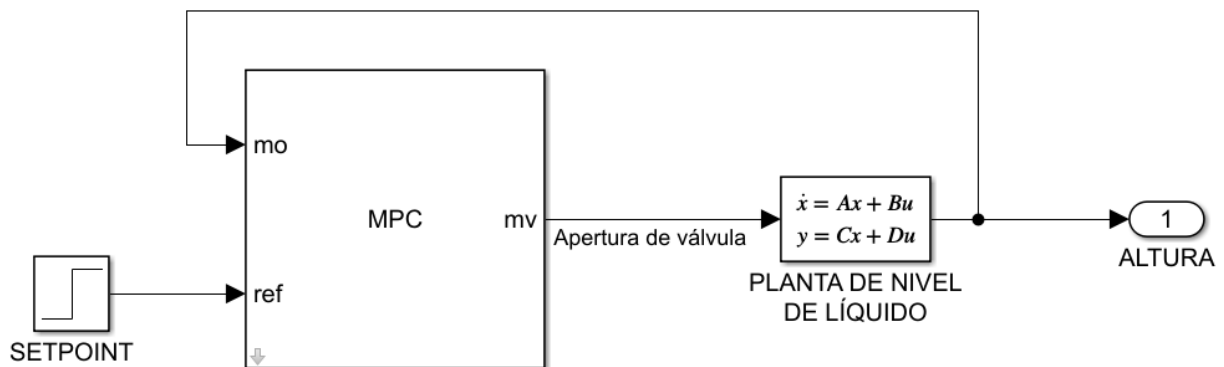 mo
MPC
mv
ref
Apertura de válvula
ẋ = Ax + Bu
y = Cx + Du
PLANTA DE NIVEL
DE LÍQUIDO
1
ALTURA
SETPOINT